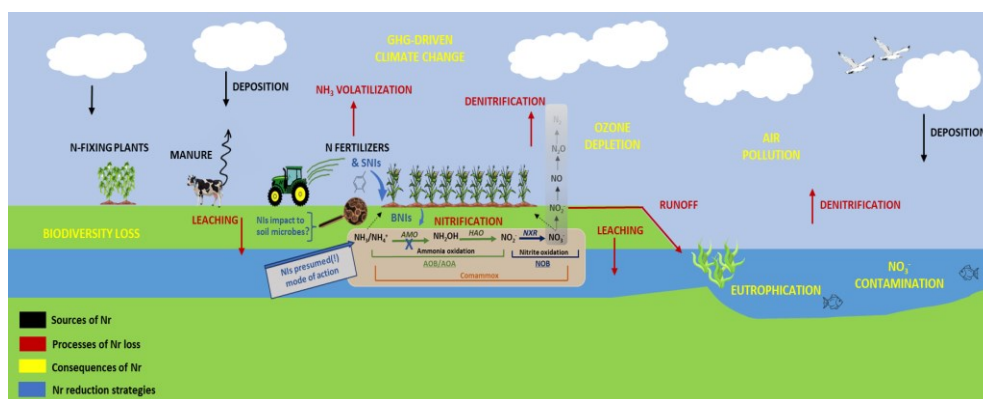 GHG-DRIVEN
CLIMATE CHANGE
DEPOSITION
NH₃ VOLATILIZATION
DENITRIFICATION
N₂
OZONE
DEPLETION
AIR
POLLUTION
DEPOSITION
N-FIXING PLANTS
MANURE
N FERTILIZERS
& SNIs
N₂O
NO
NO₂⁻
DENITRIFICATION
RUNOFF
LEACHING
NIs impact to
soil microbes?
BNIs
NITRIFICATION
BIODIVERSITY LOSS
NH₃/NH₄⁺
AMO
X
NH₂OH
HAO
NO₂⁻
NXR
NO₃⁻
LEACHING
Ammonia oxidation
Nitrite oxidation
AOB/AOA
NOB
Comammox
NIs presumed(!)
mode of action
EUTROPHICATION
NO₃⁻
CONTAMINATION
Sources of Nr
Processes of Nr loss
Consequences of Nr
Nr reduction strategies